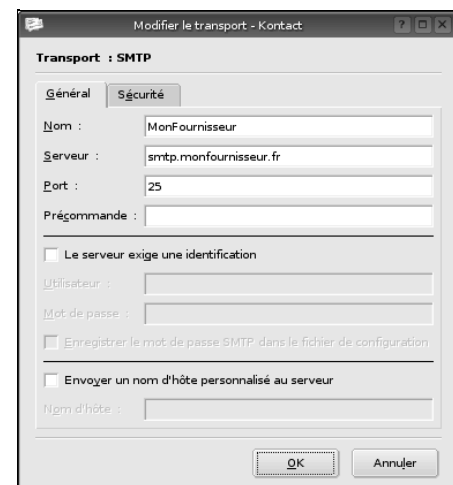 Modifier le transport - Kontact
Transport : SMTP
Général Sécurité
Nom : MonFournisseur
Serveur : smtp.monfournisseur.fr
Port : 25
Précommande :
Le serveur exige une identification
Utilisateur :
Mot de passe :
Enregistrer le mot de passe SMTP dans le fichier de configuration
Envoyer un nom d'hôte personnalisé au serveur
Nom d'hôte :
OK Annuler